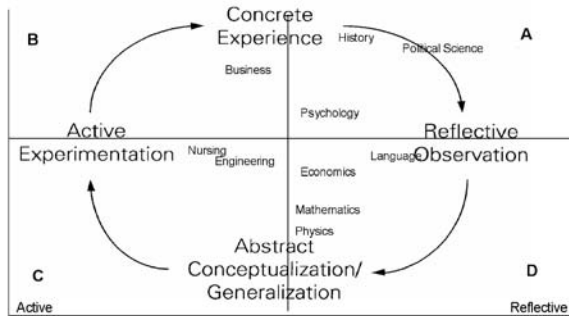 Concrete
Experience
B
A
History
Political Science
Business
Psychology
Active
Experimentation
Reflective
Observation
Nursing
Engineering
Language
Economics
Mathematics
Physics
Abstract
Conceptualization/
Generalization
C
D
Active
Reflective